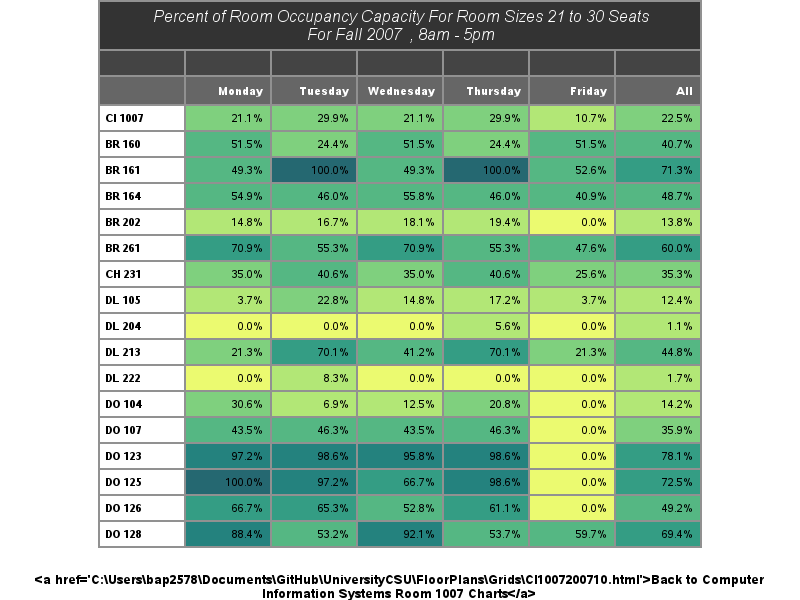 Percent of Room Occupancy Capacity For Room Sizes 21 to 30 Seats
For Fall 2007 , 8am - 5pm
Monday Tuesday Wednesday Thursday Friday All
CI 1007 21.1% 29.9% 21.1% 29.9% 10.7% 22.5%
BR 160 51.5% 24.4% 51.5% 24.4% 51.5% 40.7%
BR 161 49.3% 100.0% 49.3% 100.0% 52.6% 71.3%
BR 164 54.9% 46.0% 55.8% 46.0% 40.9% 48.7%
BR 202 14.8% 16.7% 18.1% 19.4% 0.0% 13.8%
BR 261 70.9% 55.3% 70.9% 55.3% 47.6% 60.0%
CH 231 35.0% 40.6% 35.0% 40.6% 25.6% 35.3%
DL 105 3.7% 22.8% 14.8% 17.2% 3.7% 12.4%
DL 204 0.0% 0.0% 0.0% 5.6% 0.0% 1.1%
DL 213 21.3% 70.1% 41.2% 70.1% 21.3% 44.8%
DL 222 0.0% 8.3% 0.0% 0.0% 0.0% 1.7%
DO 104 30.6% 6.9% 12.5% 20.8% 0.0% 14.2%
DO 107 43.5% 46.3% 43.5% 46.3% 0.0% 35.9%
DO 123 97.2% 98.6% 95.8% 98.6% 0.0% 78.1%
DO 125 100.0% 97.2% 66.7% 98.6% 0.0% 72.5%
DO 126 66.7% 65.3% 52.8% 61.1% 0.0% 49.2%
DO 128 88.4% 53.2% 92.1% 53.7% 59.7% 69.4%
<a href='C:\Users\bap2578\Documents\GitHub\UniversityCSU\FloorPlans\Grids\CI1007200710.html'>Back to Computer
Information Systems Room 1007 Charts</a>